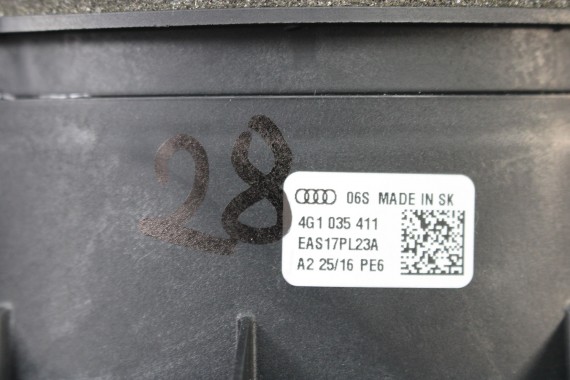 28
06S MADE IN SK
4G1 035 411
EAS17PL23A
A2 25/16 PE6